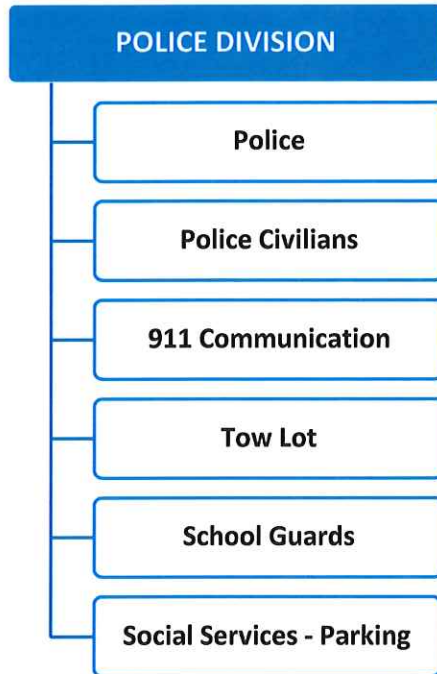 POLICE DIVISION
Police
Police Civilians
911 Communication
Tow Lot
School Guards
Social Services - Parking